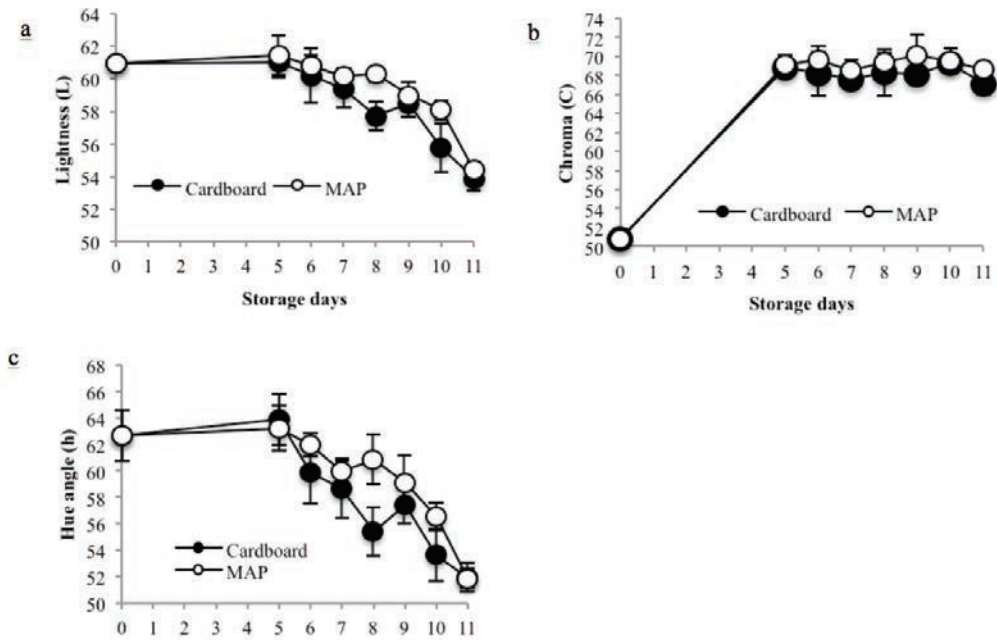 a
Lightness (L)
64
62
60
58
56
54
52
50
Cardboard MAP
0 1 2 3 4 5 6 7 8 9 10 11
Storage days
b
Chroma (C)
74
72
70
68
66
64
62
60
58
56
54
52
50
Cardboard MAP
0 1 2 3 4 5 6 7 8 9 10 11
Storage days
c
Hue angle (h)
68
66
64
62
60
58
56
54
52
50
Cardboard
MAP
0 1 2 3 4 5 6 7 8 9 10 11